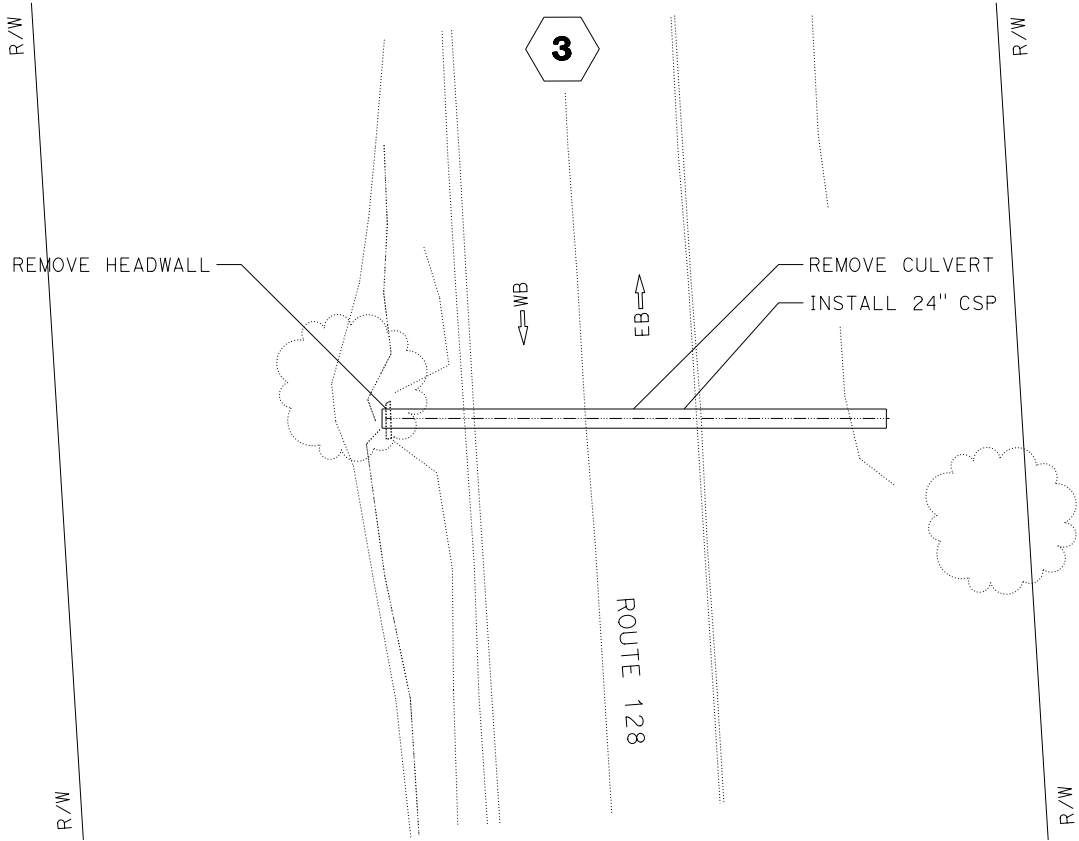 R/W
3
R/W
REMOVE HEADWALL
REMOVE CULVERT
INSTALL 24" CSP
WB
EB
ROUTE 128
R/W
R/W